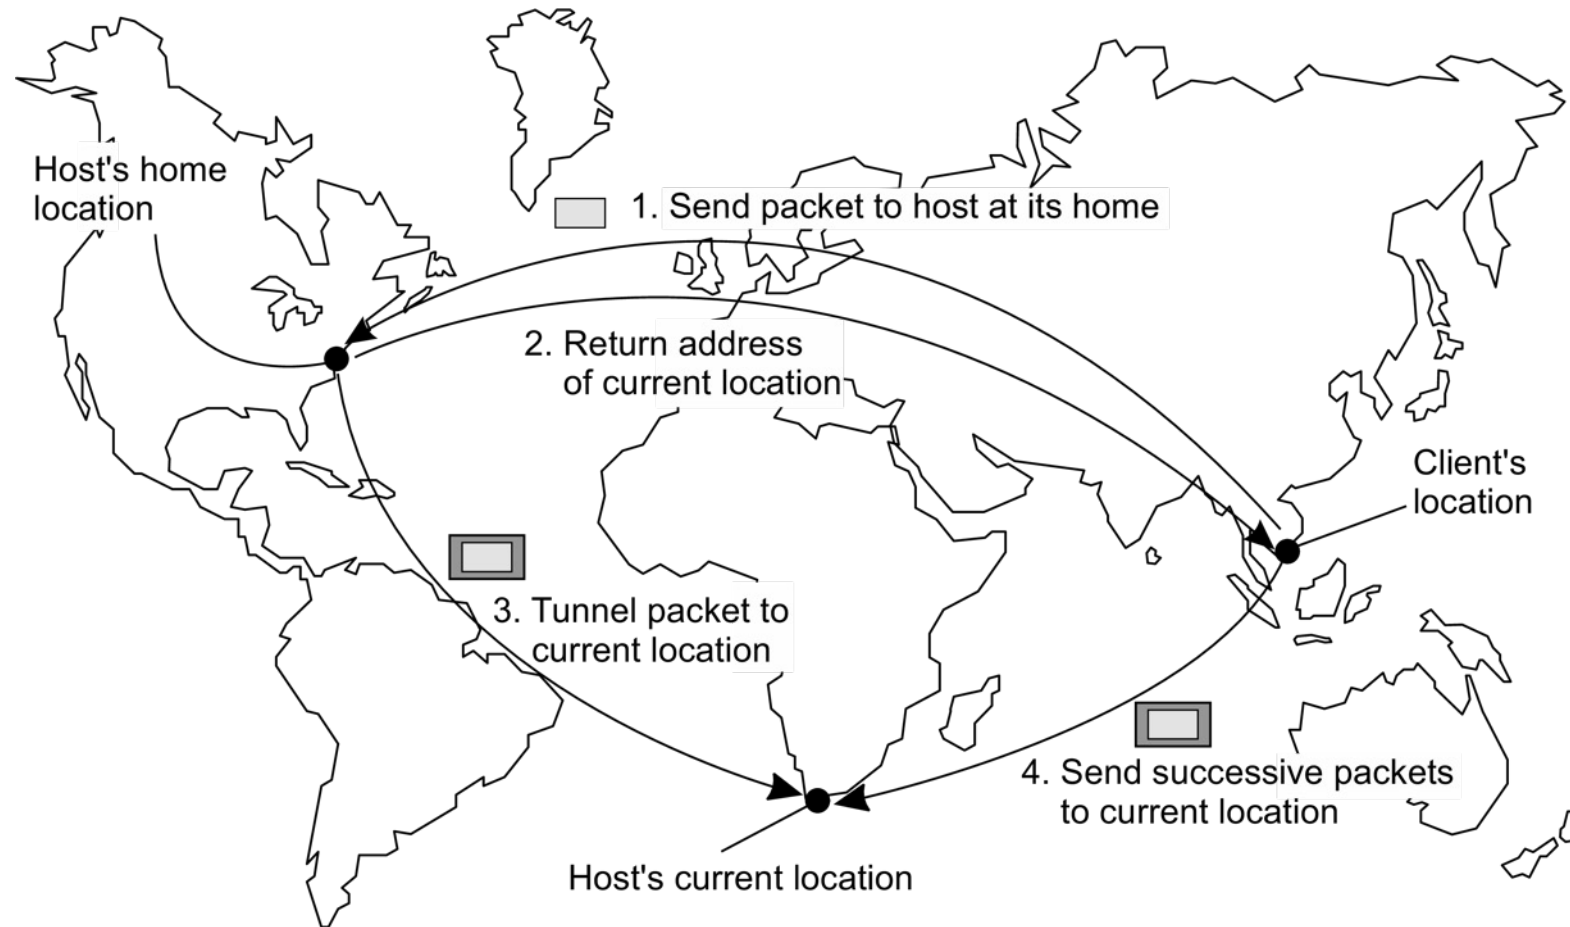 Host's home
location
1. Send packet to host at its home
2. Return address
of current location
Client's
location
3. Tunnel packet to
current location
4. Send successive packets
to current location
Host's current location